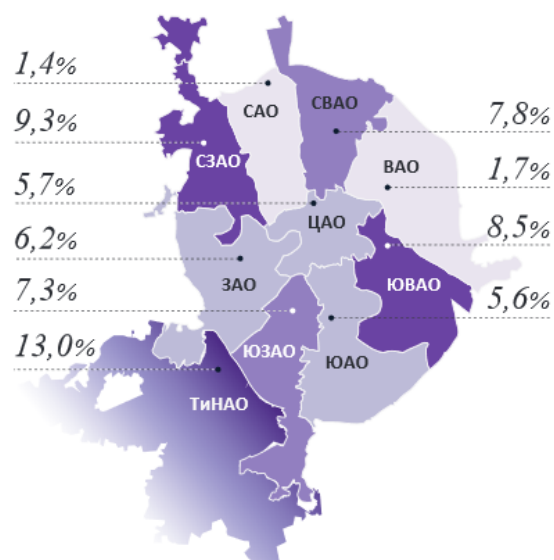 1,4%
9,3%
5,7%
6,2%
7,3%
13,0%
САО
СВАО
СЗАО
ВАО
ЦАО
ЗАО
ЮВАО
ЮЗАО
ЮАО
ТиНАО
7,8%
1,7%
8,5%
5,6%